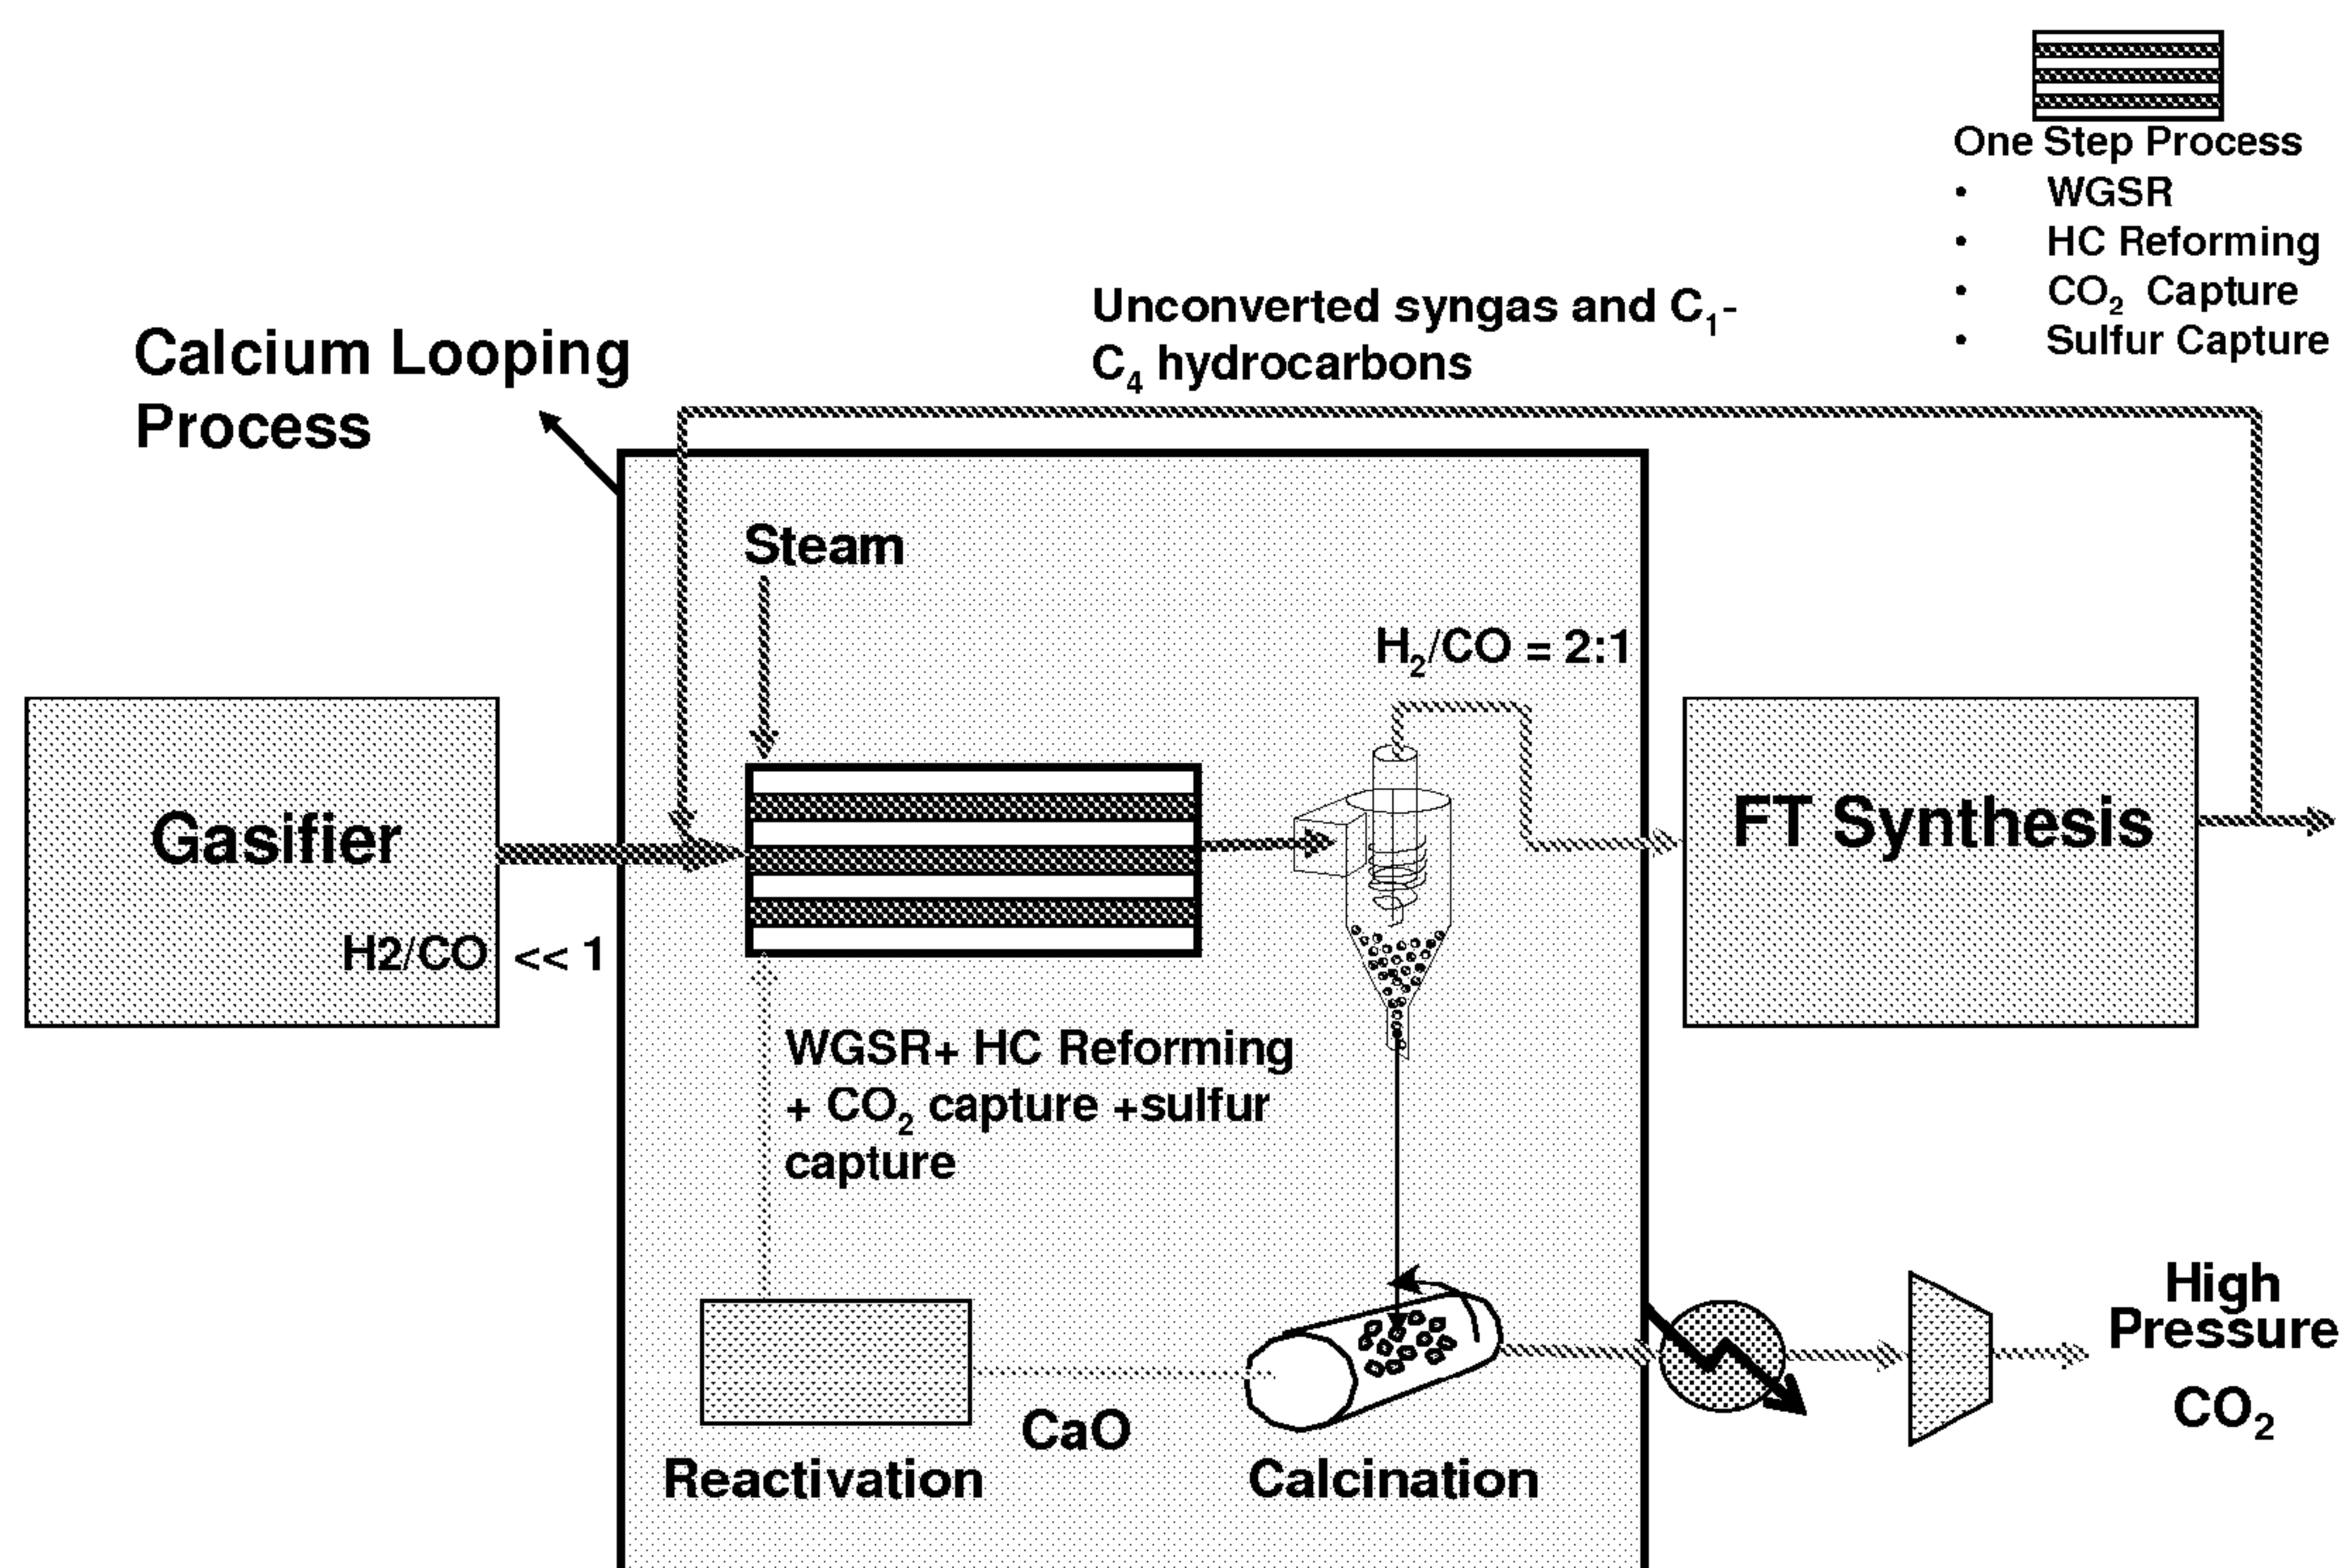 One Step Process
• WGSR
• HC Reforming
• CO₂ Capture
• Sulfur Capture
Unconverted syngas and C₁-
C₄ hydrocarbons
Calcium Looping
Process
Steam
H₂/CO = 2:1
Gasifier
FT Synthesis
H2/CO << 1
WGSR+ HC Reforming
+ CO₂ capture +sulfur
capture
High
Pressure
CO₂
CaO
Reactivation
Calcination